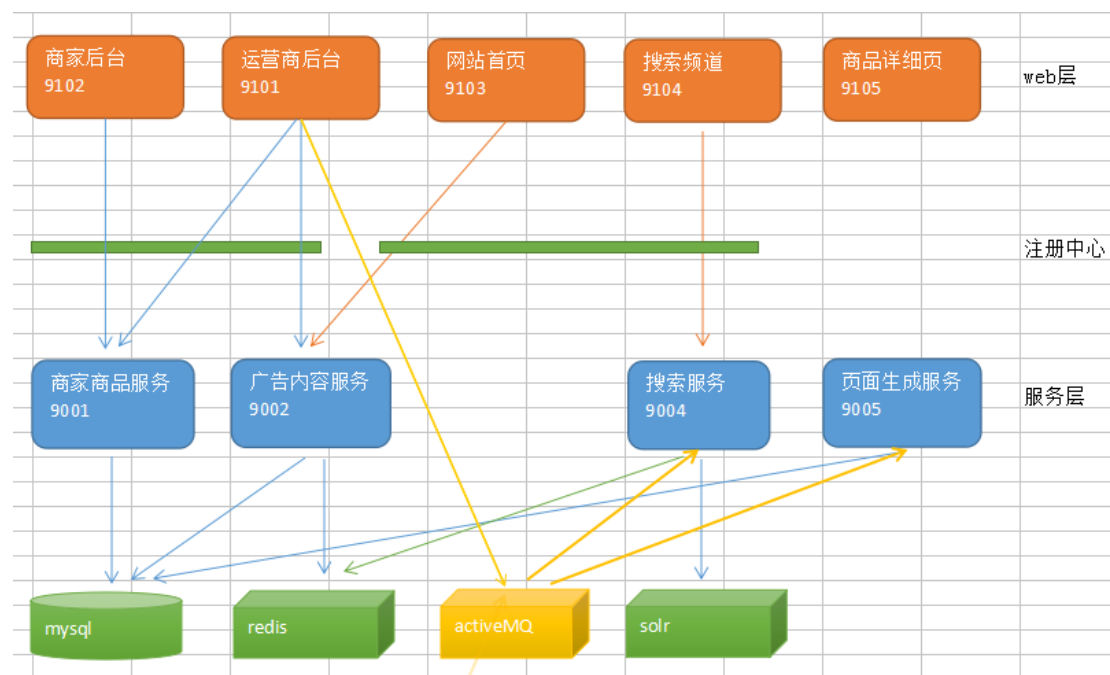 商家后台
9102
运营商后台
9101
网站首页
9103
搜索频道
9104
商品详细页
9105
web层
注册中心
商家商品服务
9001
广告内容服务
9002
搜索服务
9004
页面生成服务
9005
服务层
mysql
redis
activeMQ
solr